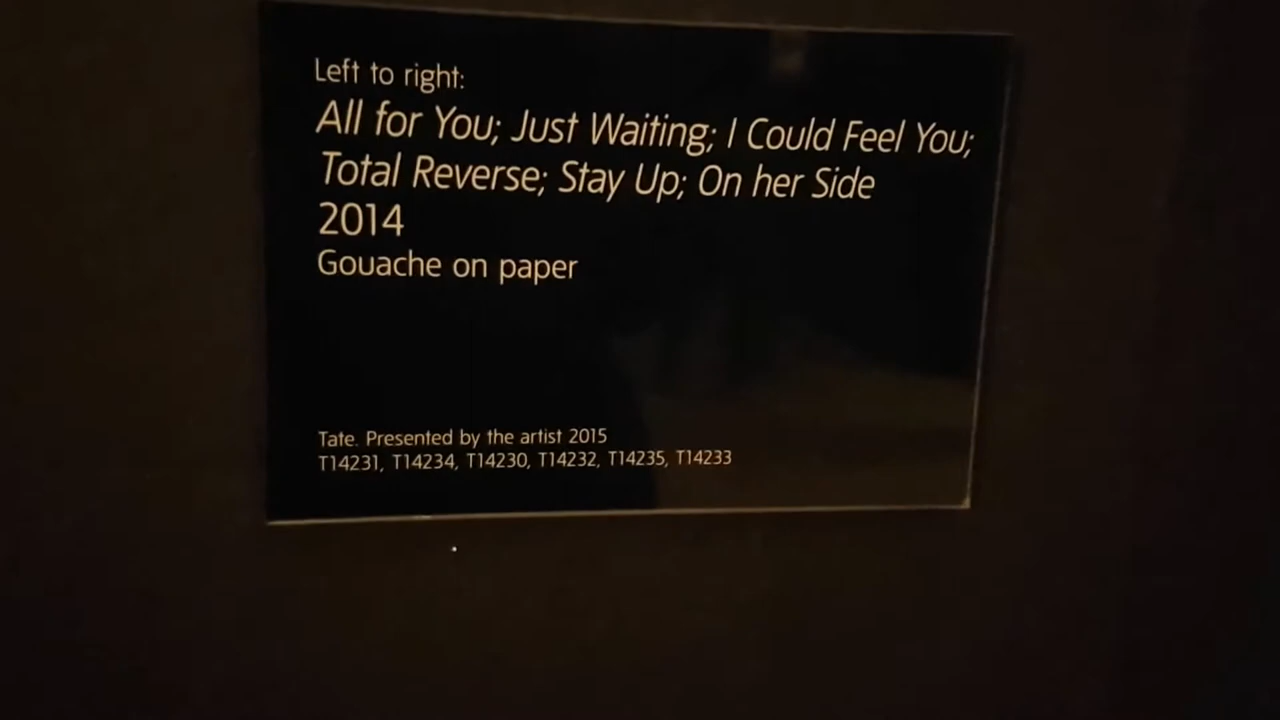 Left to right:
All for You; Just Waiting; I Could Feel You;
Total Reverse; Stay Up; On her Side
2014
Gouache on paper
Tate. Presented by the artist 2015
T14231, T14234, T14230, T14232, T14235, T14233